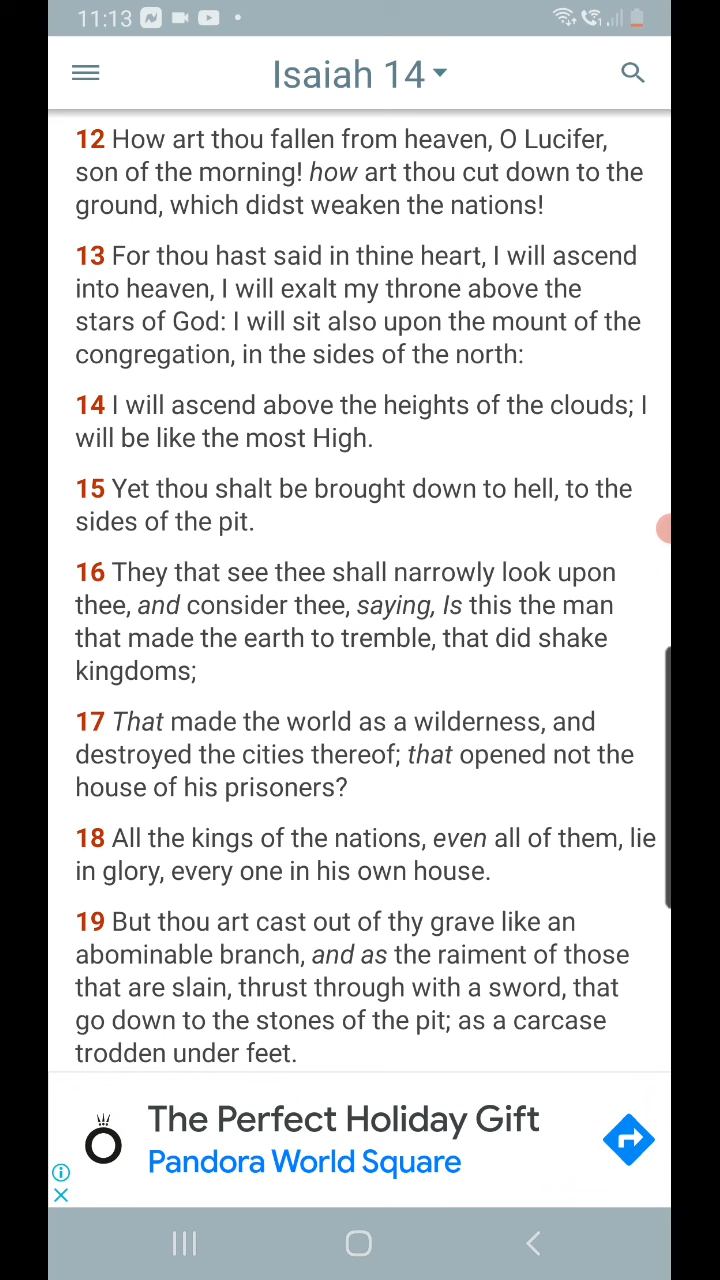 11:13
Isaiah 14
12 How art thou fallen from heaven, O Lucifer,
son of the morning! how art thou cut down to the
ground, which didst weaken the nations!
13 For thou hast said in thine heart, I will ascend
into heaven, I will exalt my throne above the
stars of God: I will sit also upon the mount of the
congregation, in the sides of the north:
14 I will ascend above the heights of the clouds; I
will be like the most High.
15 Yet thou shalt be brought down to hell, to the
sides of the pit.
16 They that see thee shall narrowly look upon
thee, and consider thee, saying, Is this the man
that made the earth to tremble, that did shake
kingdoms;
17 That made the world as a wilderness, and
destroyed the cities thereof; that opened not the
house of his prisoners?
18 All the kings of the nations, even all of them, lie
in glory, every one in his own house.
19 But thou art cast out of thy grave like an
abominable branch, and as the raiment of those
that are slain, thrust through with a sword, that
go down to the stones of the pit; as a carcase
trodden under feet.
The Perfect Holiday Gift
Pandora World Square